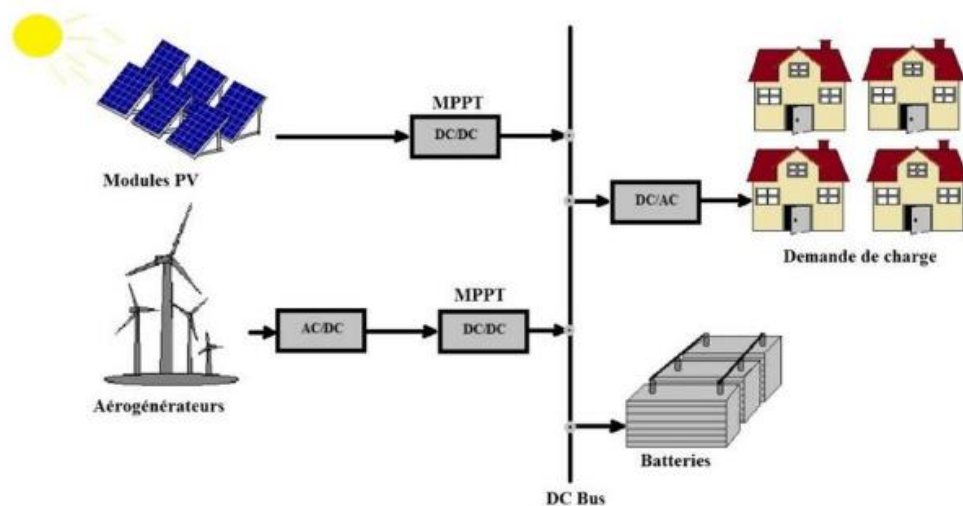 MPPT
DC/DC
Modules PV
DC/AC
Demande de charge
MPPT
AC/DC
DC/DC
Aérogénérateurs
Batteries
DC Bus